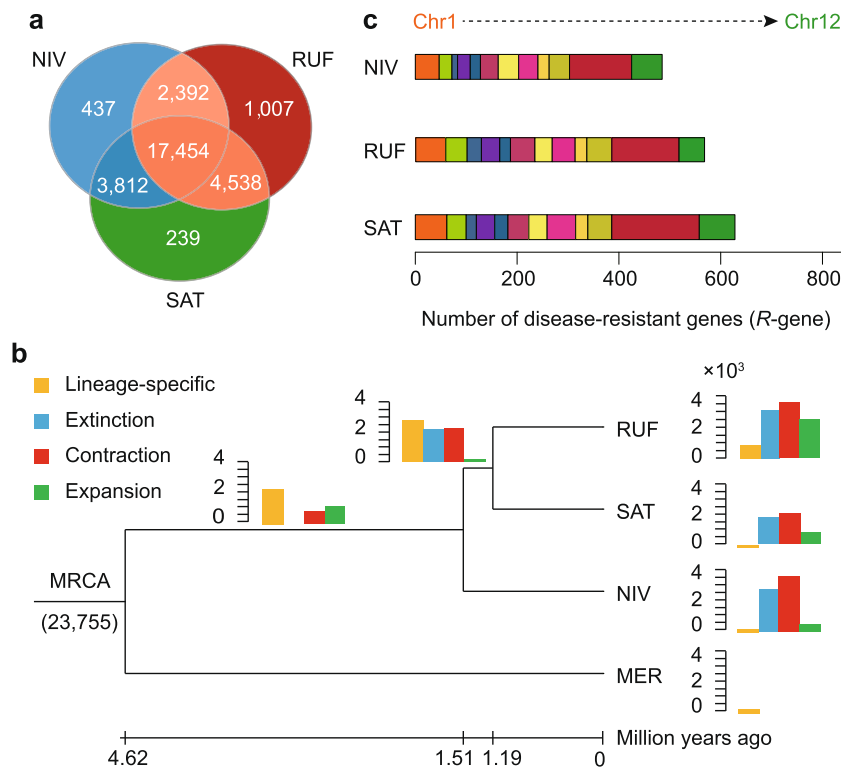 a
NIV
RUF
437
2,392
1,007
17,454
3,812
4,538
239
SAT
c
Chr1
Chr12
NIV
RUF
SAT
0
200
400
600
800
Number of disease-resistant genes (R-gene)
b
Lineage-specific
Extinction
Contraction
Expansion
4
2
0
4
2
0
×10³
4
2
0
RUF
4
2
0
SAT
4
2
0
NIV
4
2
0
MER
MRCA
(23,755)
4.62
1.51
1.19
0
Million years ago